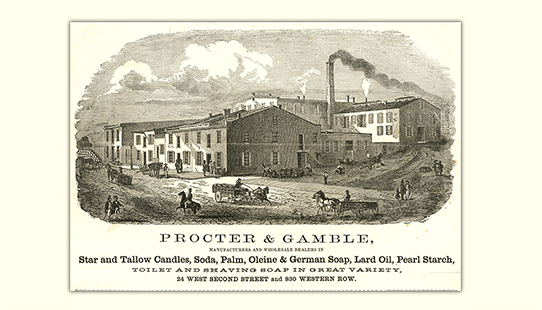 PROCTER & GAMBLE,
MANUFACTURERS AND WHOLESALE DEALERS IN
Star and Tallow Candles, Soda, Palm, Oleine & German Soap, Lard Oil, Pearl Starch,
TOILET AND SHAVING SOAP IN GREAT VARIETY,
24 WEST SECOND STREET and 830 WESTERN ROW.